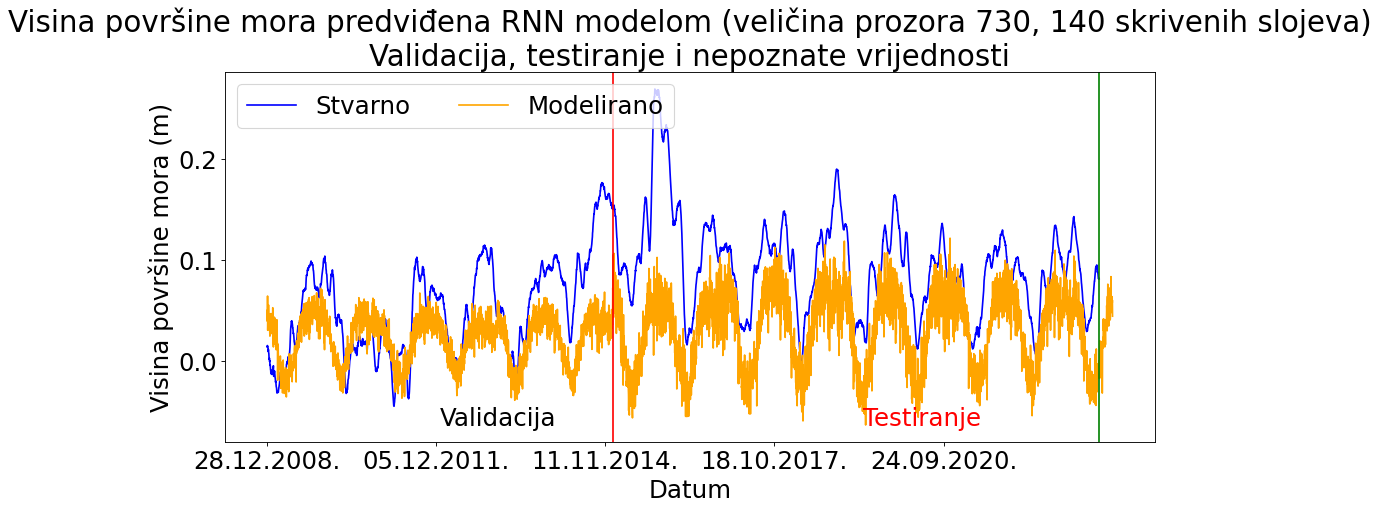 Visina površine mora predviđena RNN modelom (veličina prozora 730, 140 skrivenih slojeva)
Validacija, testiranje i nepoznate vrijednosti
Stvarno
Modelirano
Visina površine mora (m)
0.2
0.1
0.0
Validacija
Testiranje
28.12.2008.
05.12.2011.
11.11.2014.
18.10.2017.
24.09.2020.
Datum